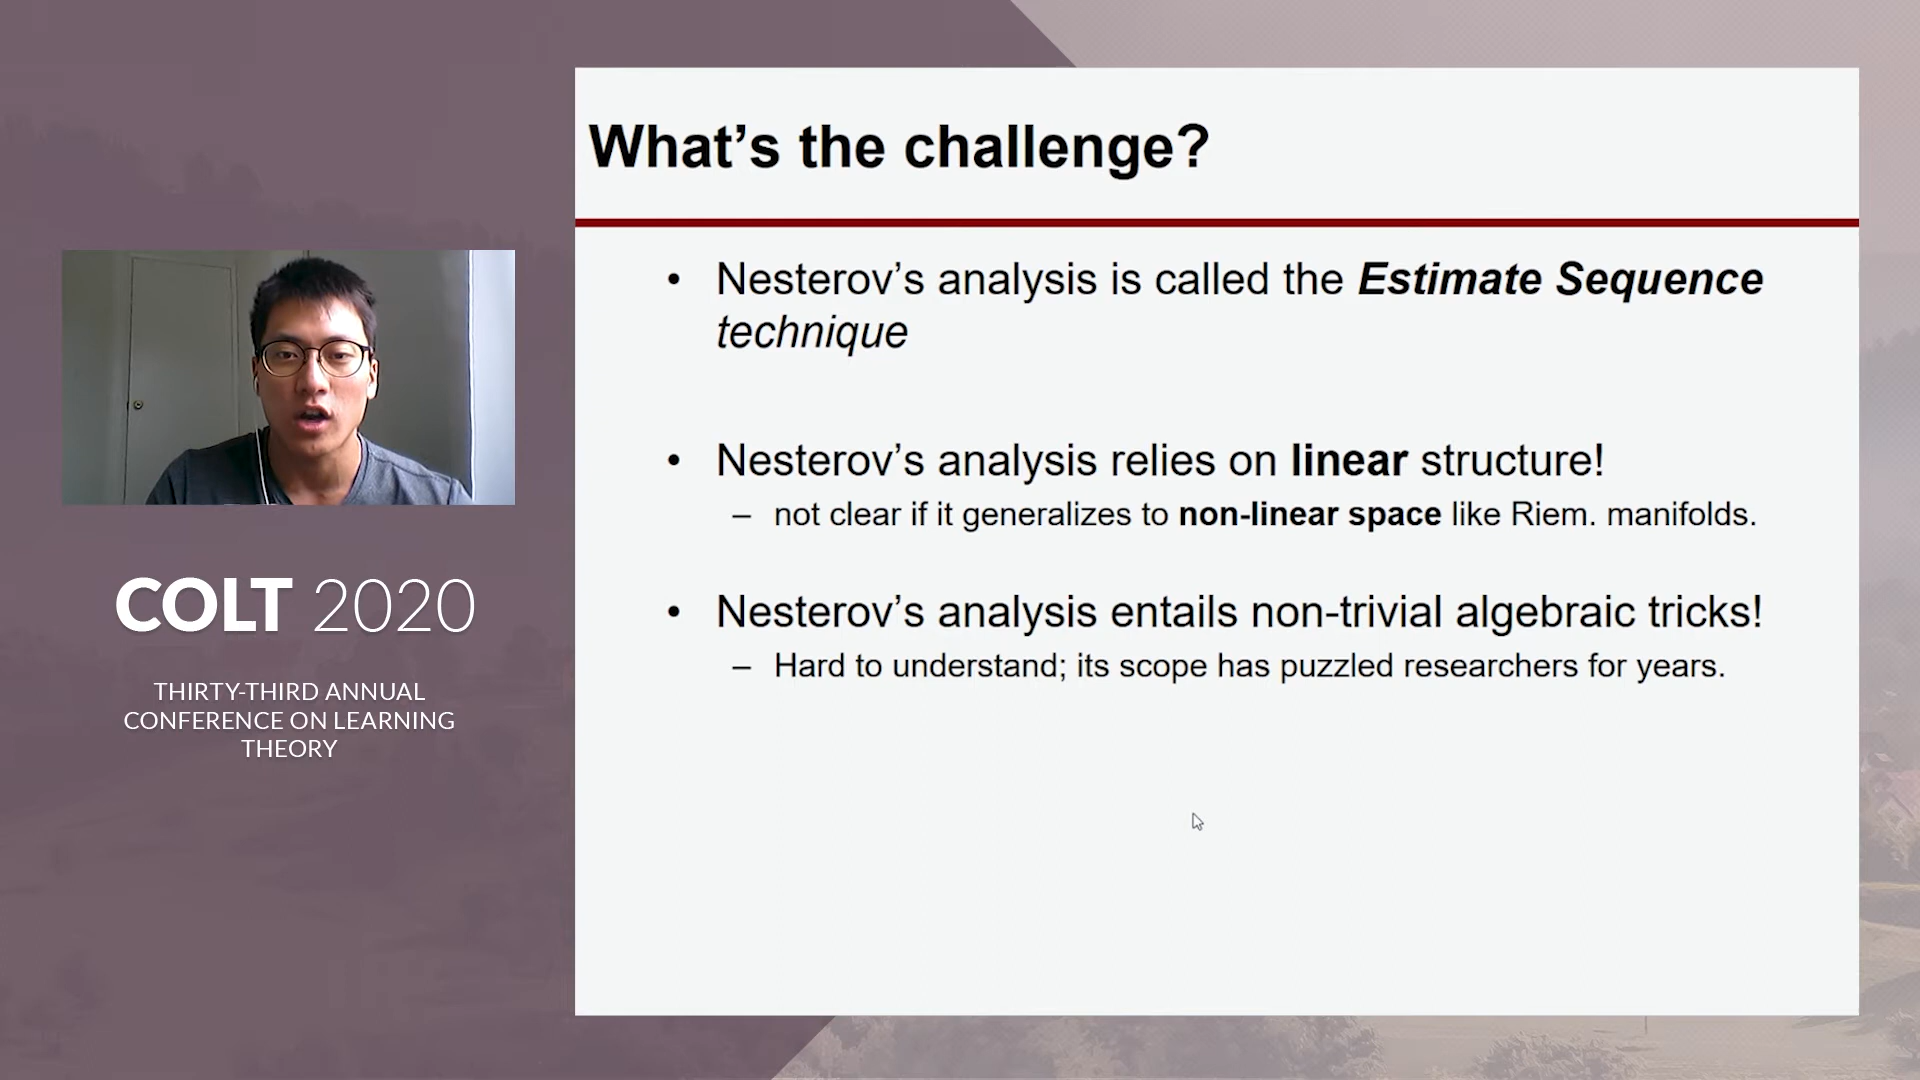 What’s the challenge?
• Nesterov’s analysis is called the Estimate Sequence
technique
• Nesterov’s analysis relies on linear structure!
– not clear if it generalizes to non-linear space like Riem. manifolds.
• Nesterov’s analysis entails non-trivial algebraic tricks!
– Hard to understand; its scope has puzzled researchers for years.
COLT 2020
THIRTY-THIRD ANNUAL
CONFERENCE ON LEARNING
THEORY